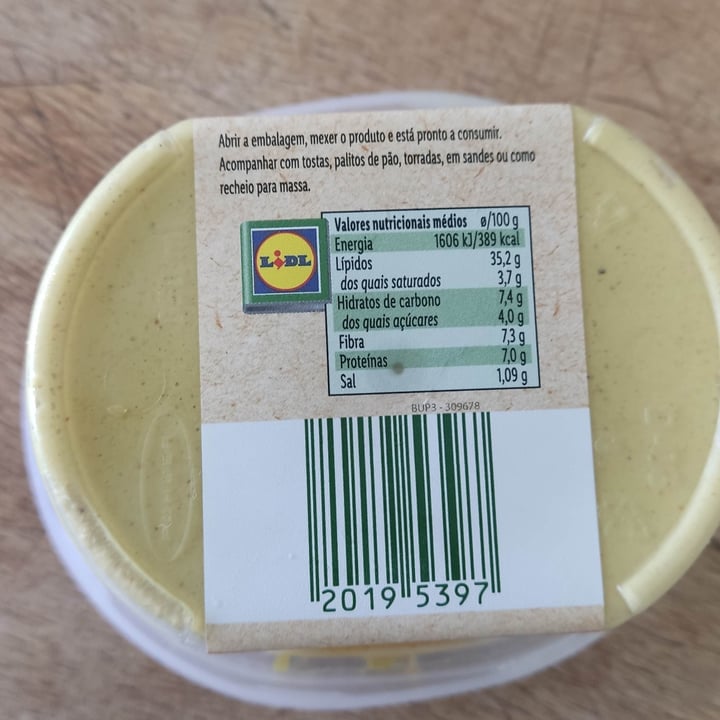 Abrir a embalagem, mexer o produto e está pronto a consumir.
Acompanhar com tostas, palitos de pão, torradas, em sandes ou como
recheio para massa.
LIDL
Valores nutricionais médios ø/100 g
Energia 1606 kJ/389 kcal
Lípidos 35,2 g
dos quais saturados 3,7 g
Hidratos de carbono 7,4 g
dos quais açúcares 4,0 g
Fibra 7,3 g
Proteínas 7,0 g
Sal 1,09 g
BUP3 - 309678
2019 5397